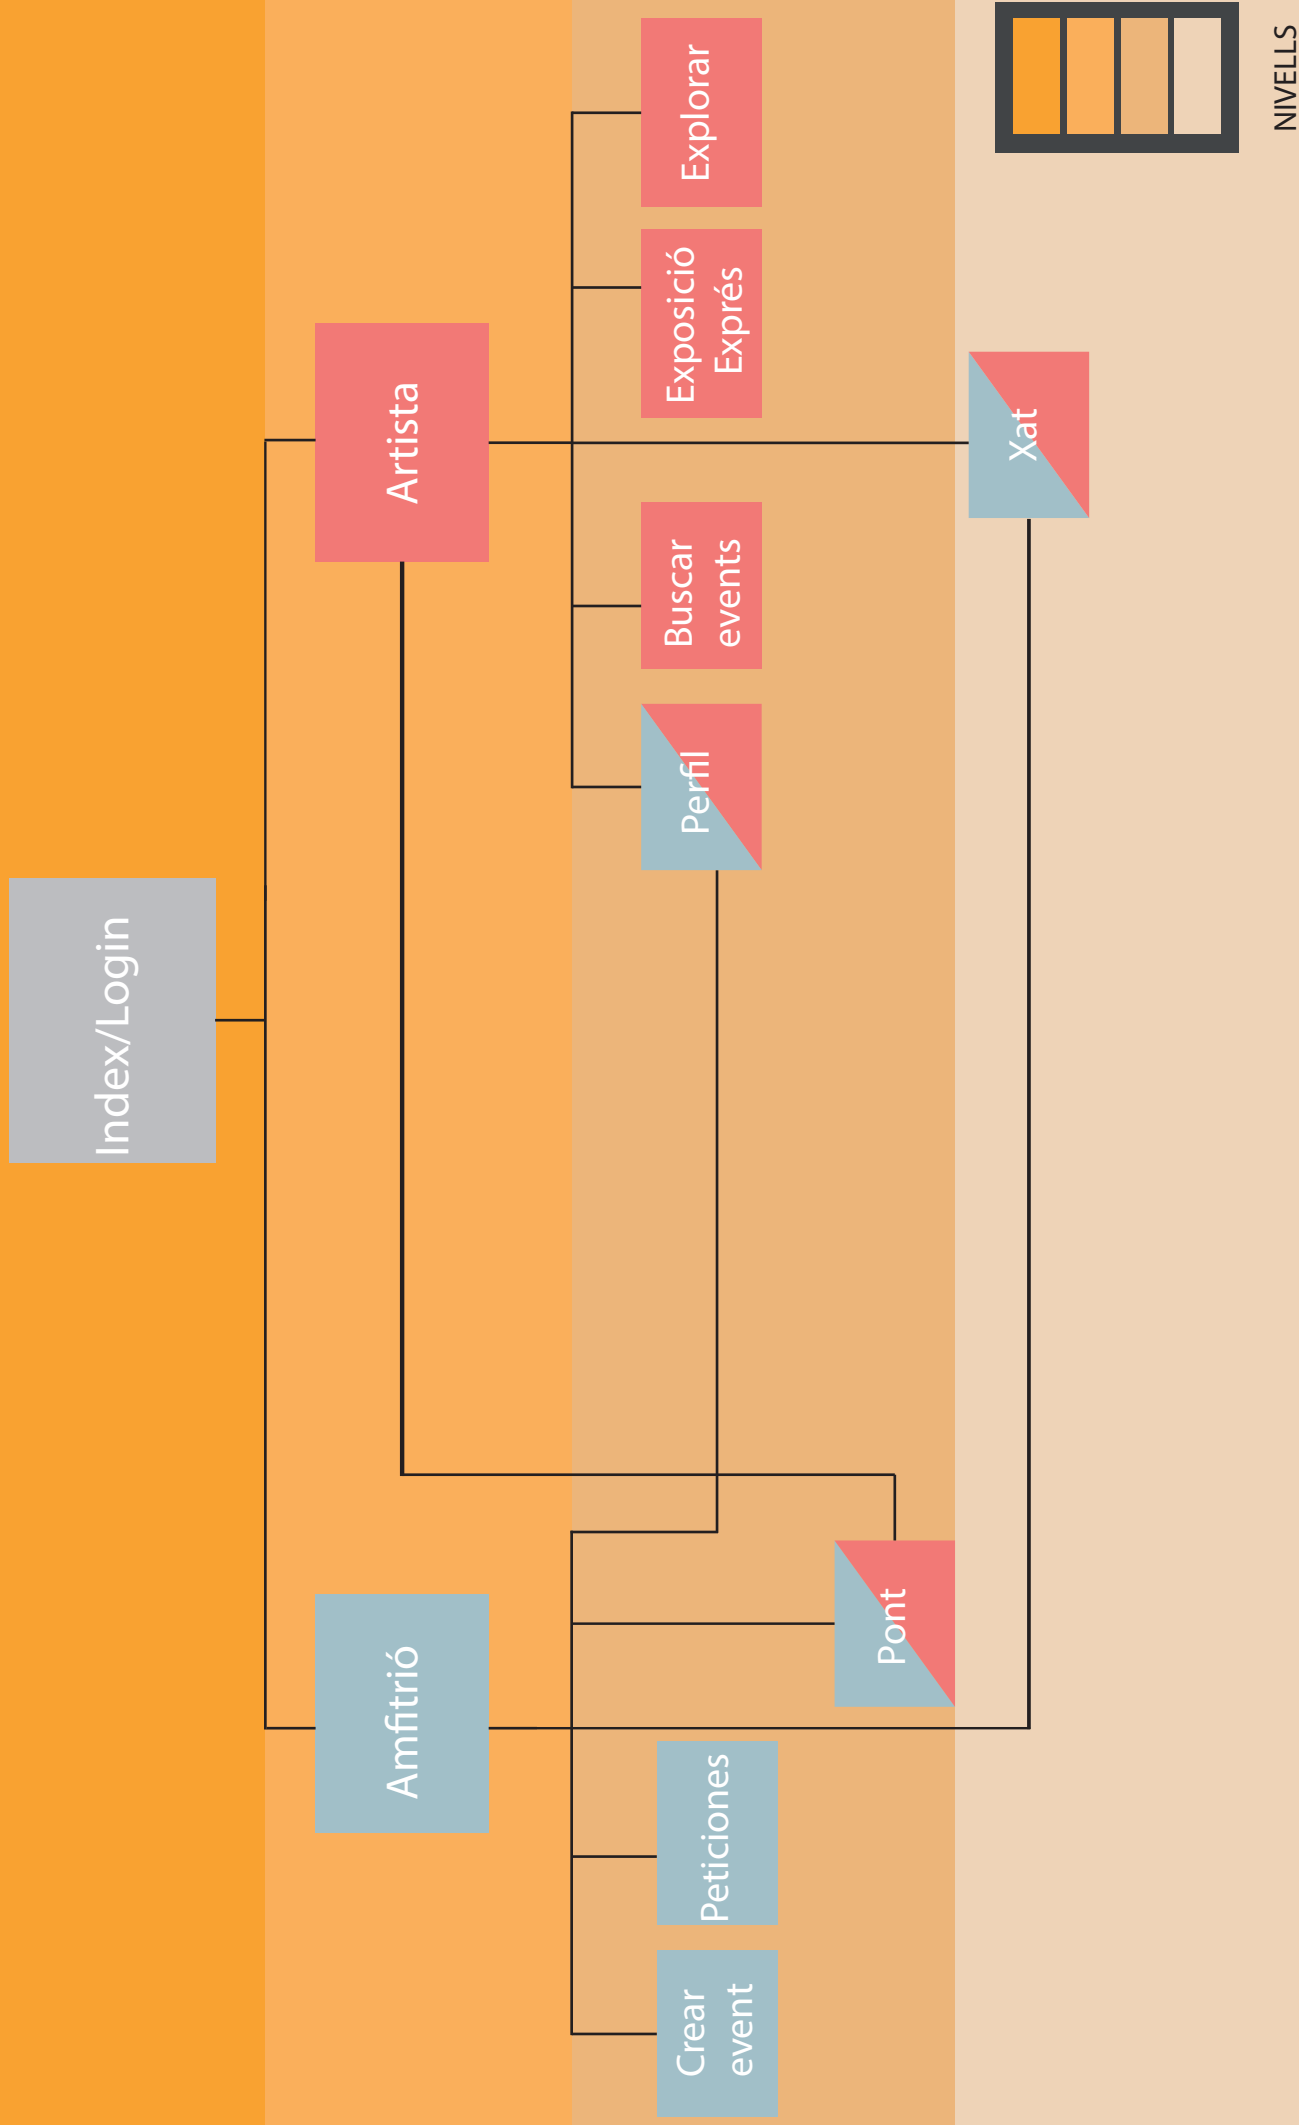 Index/Login
Amfitrió
Artista
Crear
event
Peticiones
Pont
Perfil
Buscar
events
Exposició
Exprés
Explorar
Xat
NIVELLS